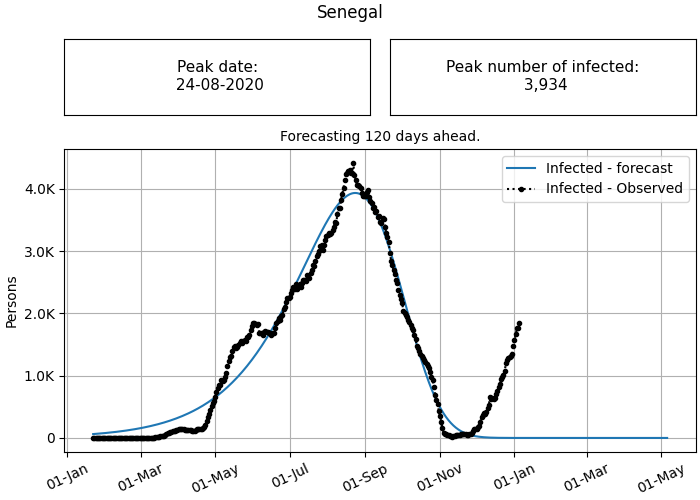 Senegal
Peak date:
24-08-2020
Peak number of infected:
3,934
Forecasting 120 days ahead.
Infected - forecast
Infected - Observed
4.0K
3.0K
2.0K
1.0K
0
Persons
01-Jan
01-Mar
01-May
01-Jul
01-Sep
01-Nov
01-Jan
01-Mar
01-May